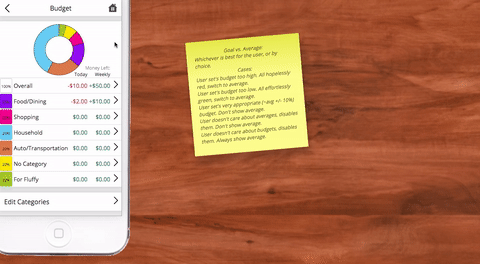 Budget
Money Left:
Today Weekly
100% Overall -$10.00 +$50.00
Food/Dining -$2.00 +$10.00
Shopping $0.00 $0.00
Household $0.00 $0.00
Auto/Transportation $0.00 $0.00
No Category $0.00 $0.00
For Fluffy $0.00 $0.00
Edit Categories
Goal vs. Average:
Whichever is best for the user, or by
choice.
Cases:
User set's budget too high. All hopelessly
red, switch to average.
User set's budget too low. All effortlessly
green, switch to average.
User set's very appropriate (~avg +/- 10%)
budget. Don't show average.
User doesn't care about averages, disables
them. Don't show average.
User doesn't care about budgets, disables
them. Always show average.